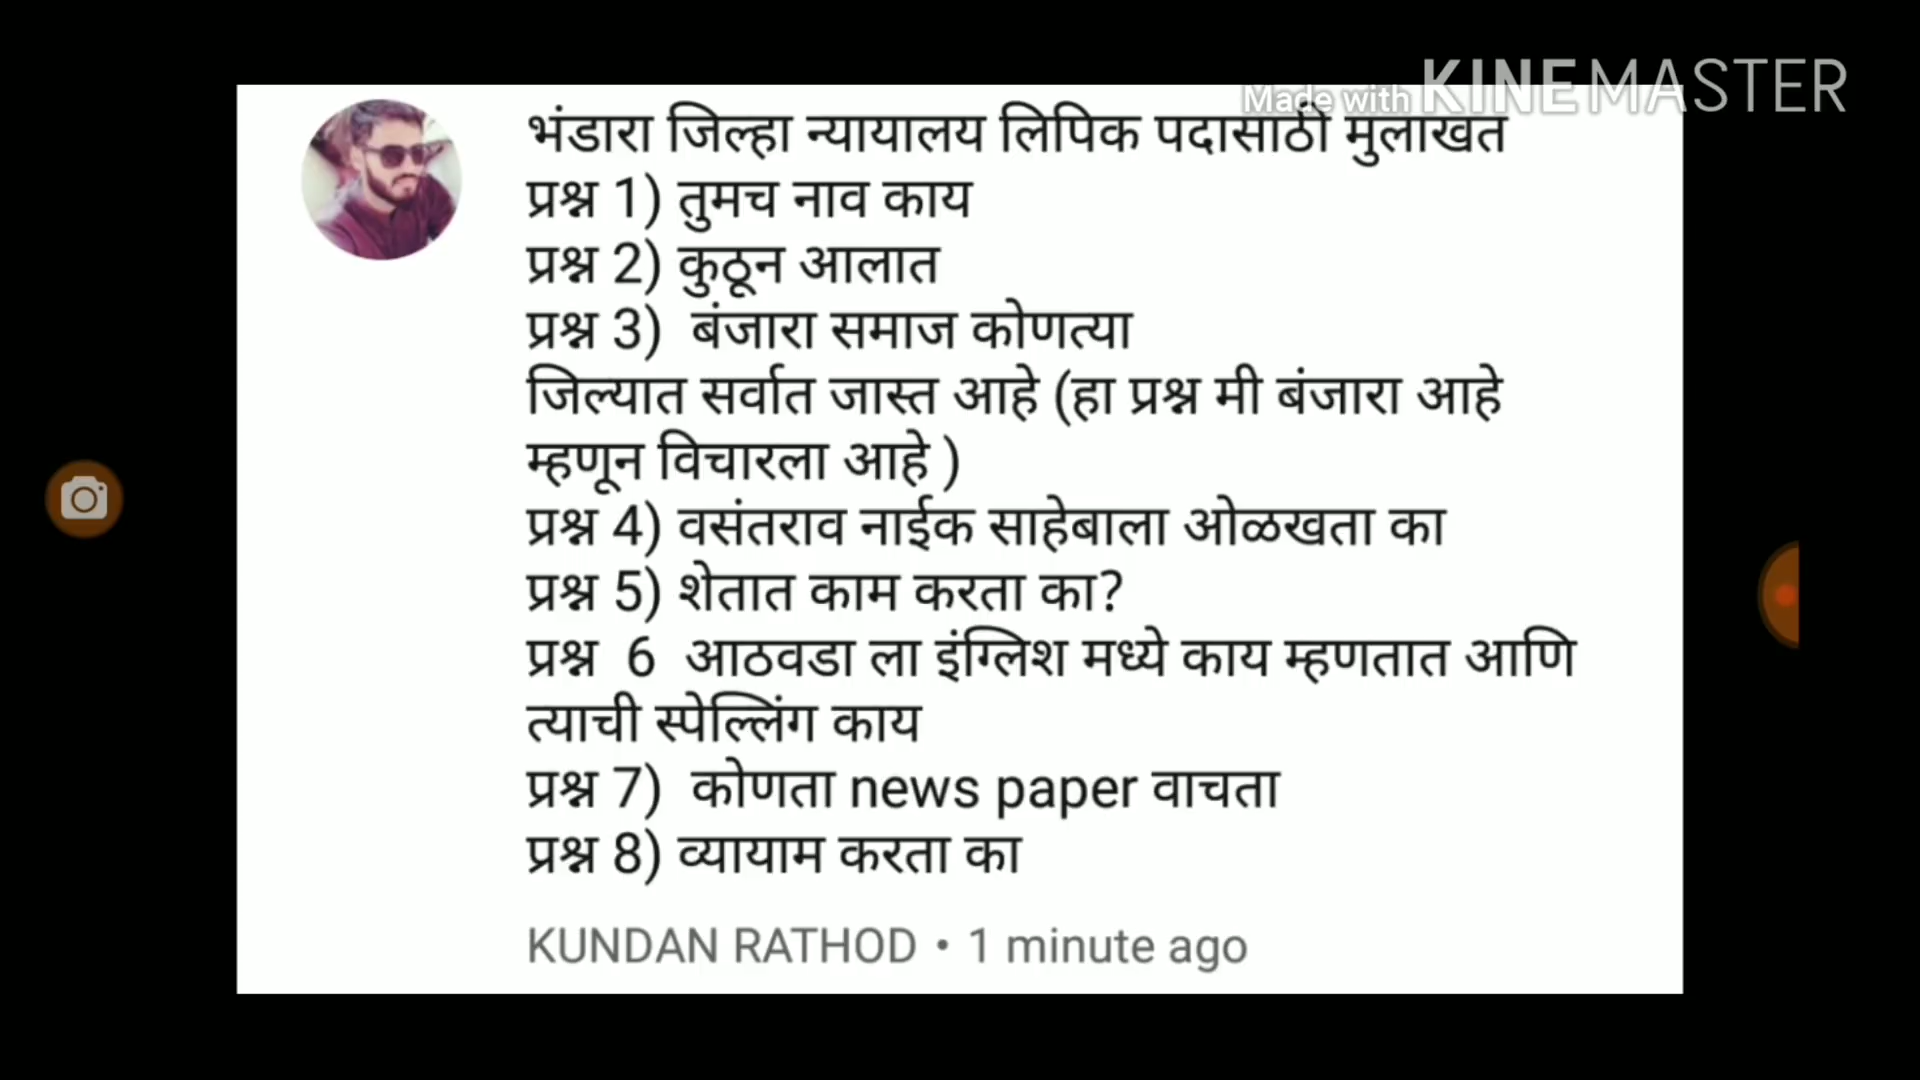 Made with KINEMASTER
भंडारा जिल्हा न्यायालय लिपिक पदासाठी मुलाखत
प्रश्न 1) तुमच नाव काय
प्रश्न 2) कुठून आलात
प्रश्न 3)  बंजारा समाज कोणत्या
जिल्यात सर्वात जास्त आहे (हा प्रश्न मी बंजारा आहे
म्हणून विचारला आहे )
प्रश्न 4) वसंतराव नाईक साहेबाला ओळखता का
प्रश्न 5) शेतात काम करता का?
प्रश्न  6  आठवडा ला इंग्लिश मध्ये काय म्हणतात आणि
त्याची स्पेल्लिंग काय
प्रश्न 7)  कोणता news paper वाचता
प्रश्न 8) व्यायाम करता का
KUNDAN RATHOD • 1 minute ago